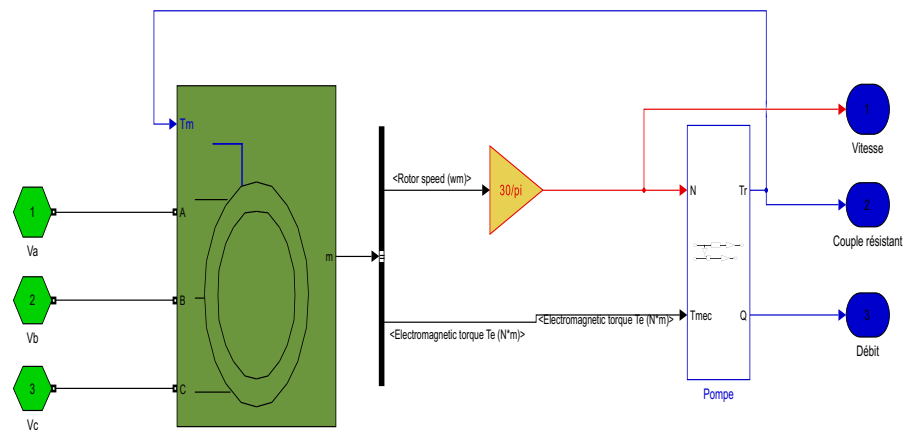 Tm
1
Va
2
Vb
3
Vc
A
B
C
m
<Rotor speed (wm)>
30/pi
<Electromagnetic torque Te (N*m)>
<Electromagnetic torque Te (N*m)>
N
Tr
Tmec
Q
Pompe
1
Vitesse
2
Couple résistant
3
Débit